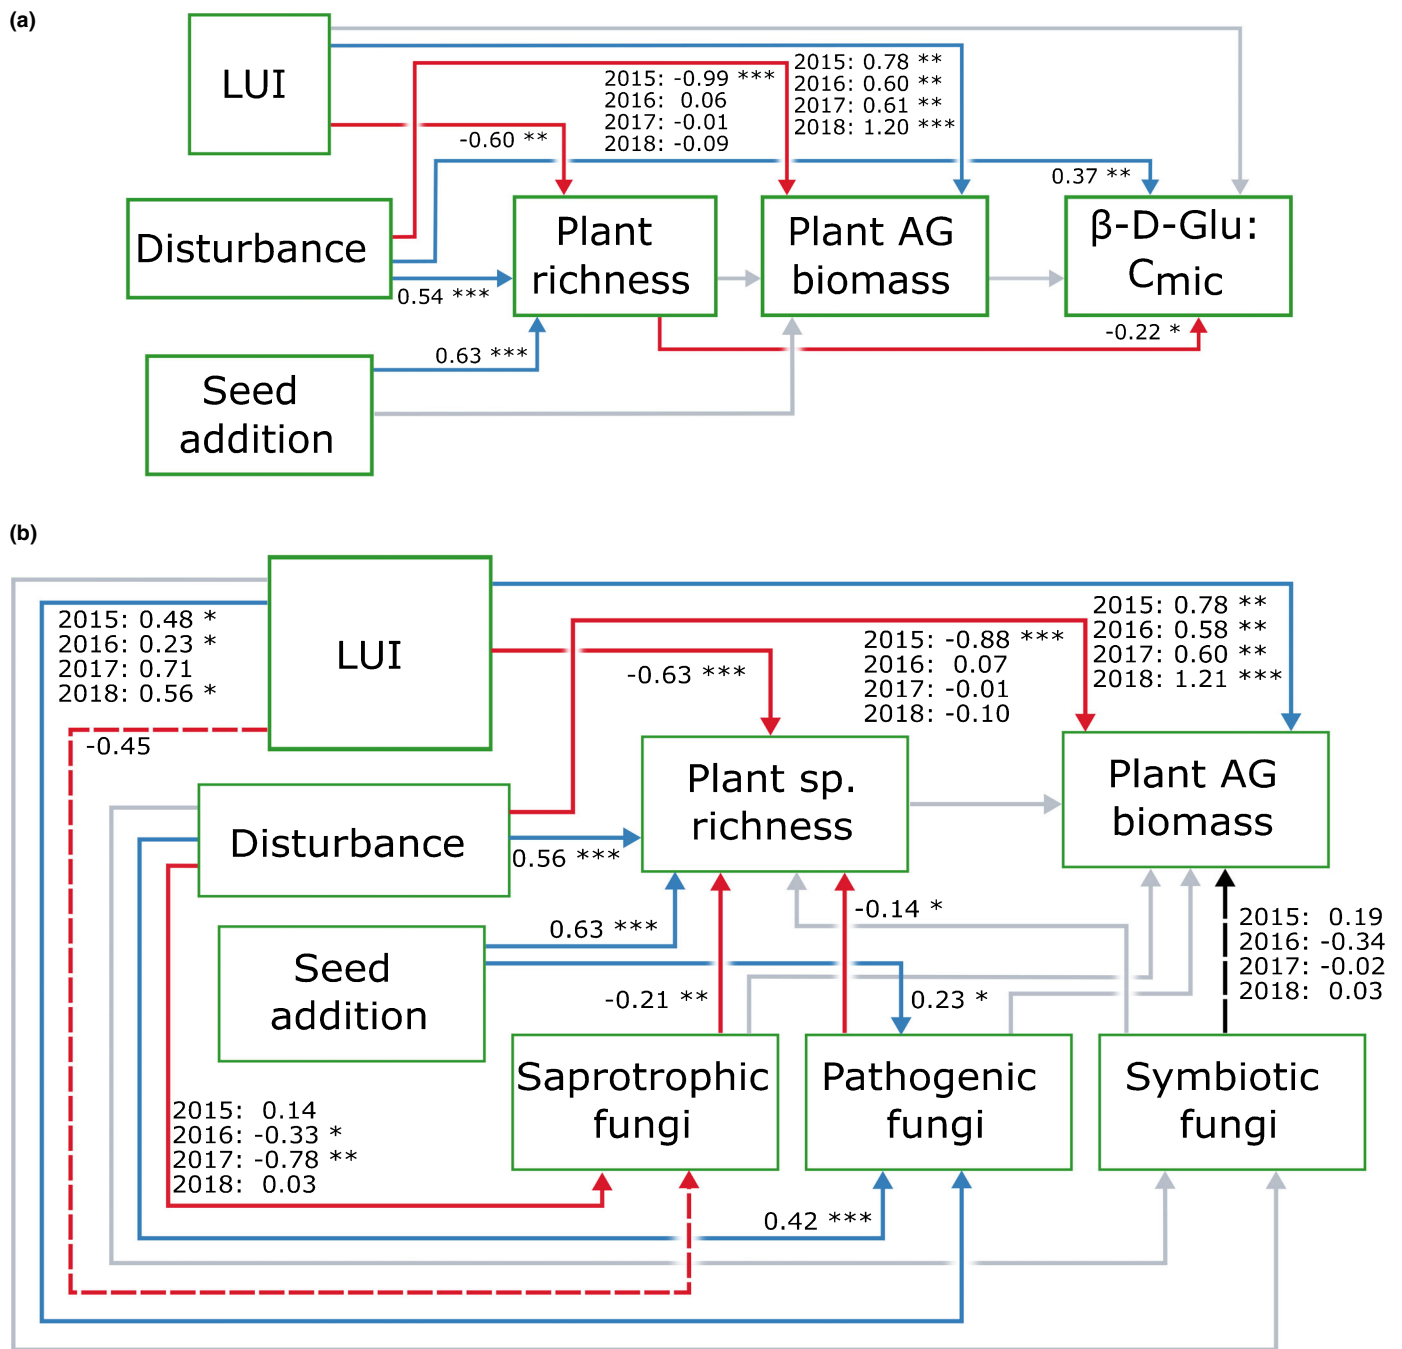 (a)
LUI
2015: -0.99 ***
2016: 0.06
2017: -0.01
2018: -0.09
2015: 0.78 **
2016: 0.60 **
2017: 0.61 **
2018: 1.20 ***
-0.60 **
0.37 **
Disturbance
Plant
richness
Plant AG
biomass
β-D-Glu:
Cmic
0.54 ***
-0.22 *
0.63 ***
Seed
addition
(b)
LUI
2015: 0.48 *
2016: 0.23 *
2017: 0.71
2018: 0.56 *
-0.45
-0.63 ***
2015: -0.88 ***
2016: 0.07
2017: -0.01
2018: -0.10
2015: 0.78 **
2016: 0.58 **
2017: 0.60 **
2018: 1.21 ***
Plant sp.
richness
Plant AG
biomass
Disturbance
0.56 ***
0.63 ***
-0.14 *
2015: 0.19
2016: -0.34
2017: -0.02
2018: 0.03
Seed
addition
-0.21 **
0.23 *
Saprotrophic
fungi
Pathogenic
fungi
Symbiotic
fungi
2015: 0.14
2016: -0.33 *
2017: -0.78 **
2018: 0.03
0.42 ***